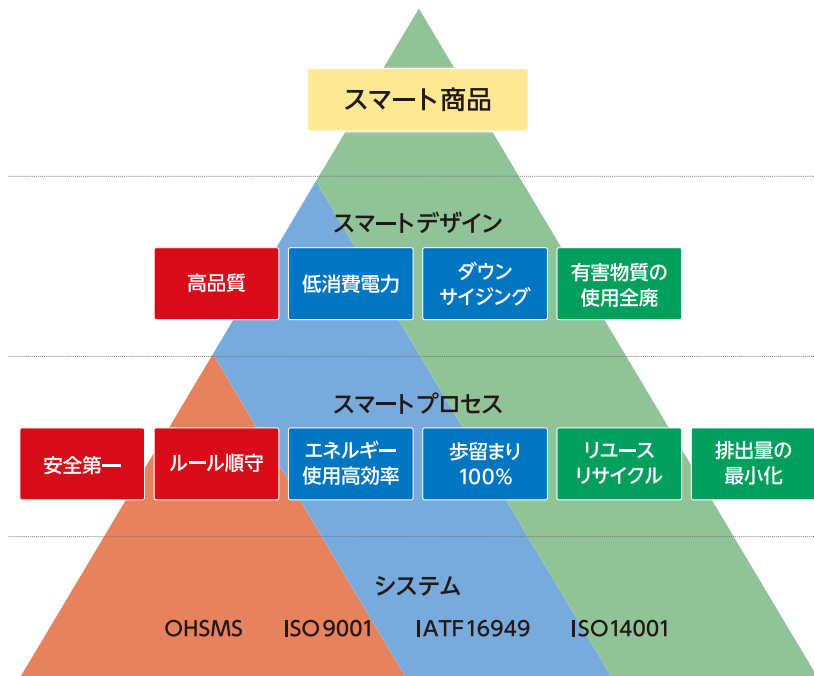 スマート商品
スマートデザイン
高品質
低消費電力
ダウン
サイジング
有害物質の
使用全廃
スマートプロセス
安全第一
ルール順守
エネルギー
使用高効率
歩留まり
100%
リユース
リサイクル
排出量の
最小化
システム
OHSMS ISO9001 IATF16949 ISO14001